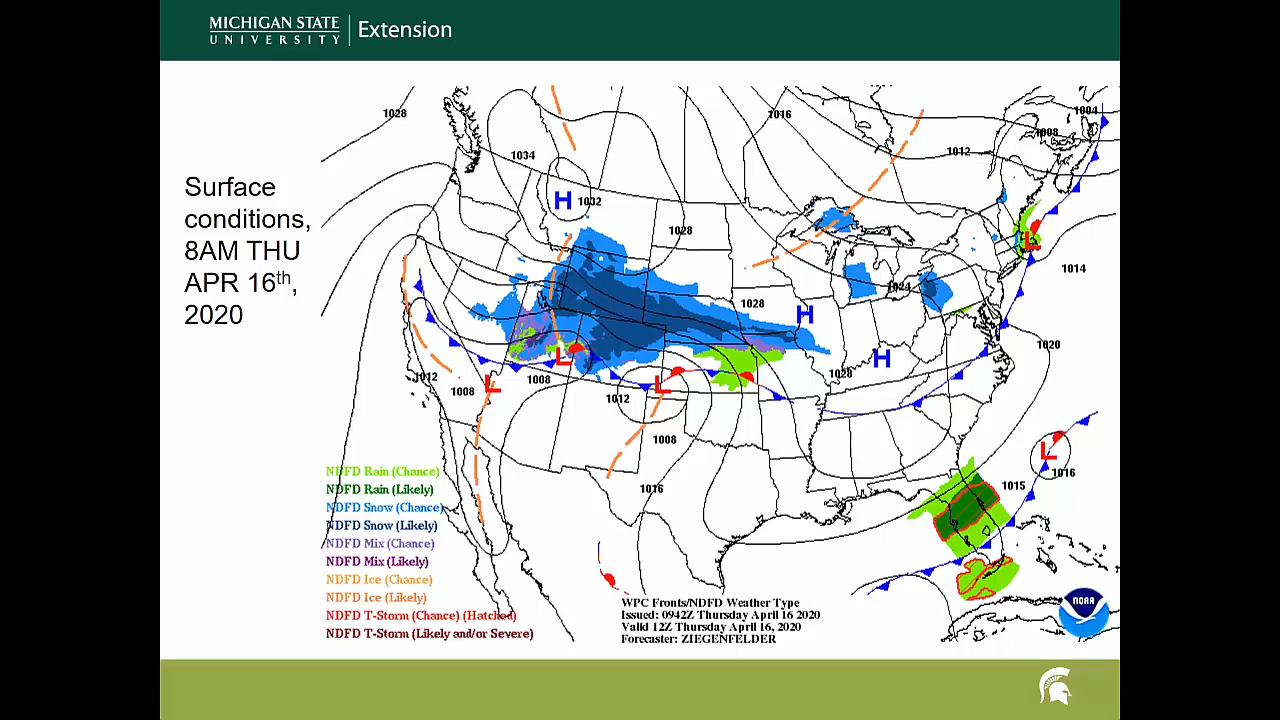 MICHIGAN STATE
UNIVERSITY
Extension
Surface
conditions,
8AM THU
APR 16th,
2020
1028
1034
1032
H
1028
1016
1012
1004
1008
L
1014
1028
1024
H
H
1028
1020
1012
1008
L
L
1008
L
1012
1008
1016
L
1016
1015
NDFD Rain (Chance)
NDFD Rain (Likely)
NDFD Snow (Chance)
NDFD Snow (Likely)
NDFD Mix (Chance)
NDFD Mix (Likely)
NDFD Ice (Chance)
NDFD Ice (Likely)
NDFD T-Storm (Chance) (Hatched)
NDFD T-Storm (Likely and/or Severe)
WPC Fronts/NDFD Weather Type
Issued: 0942Z Thursday April 16 2020
Valid 12Z Thursday April 16, 2020
Forecaster: ZIEGENFELDER
NOAA